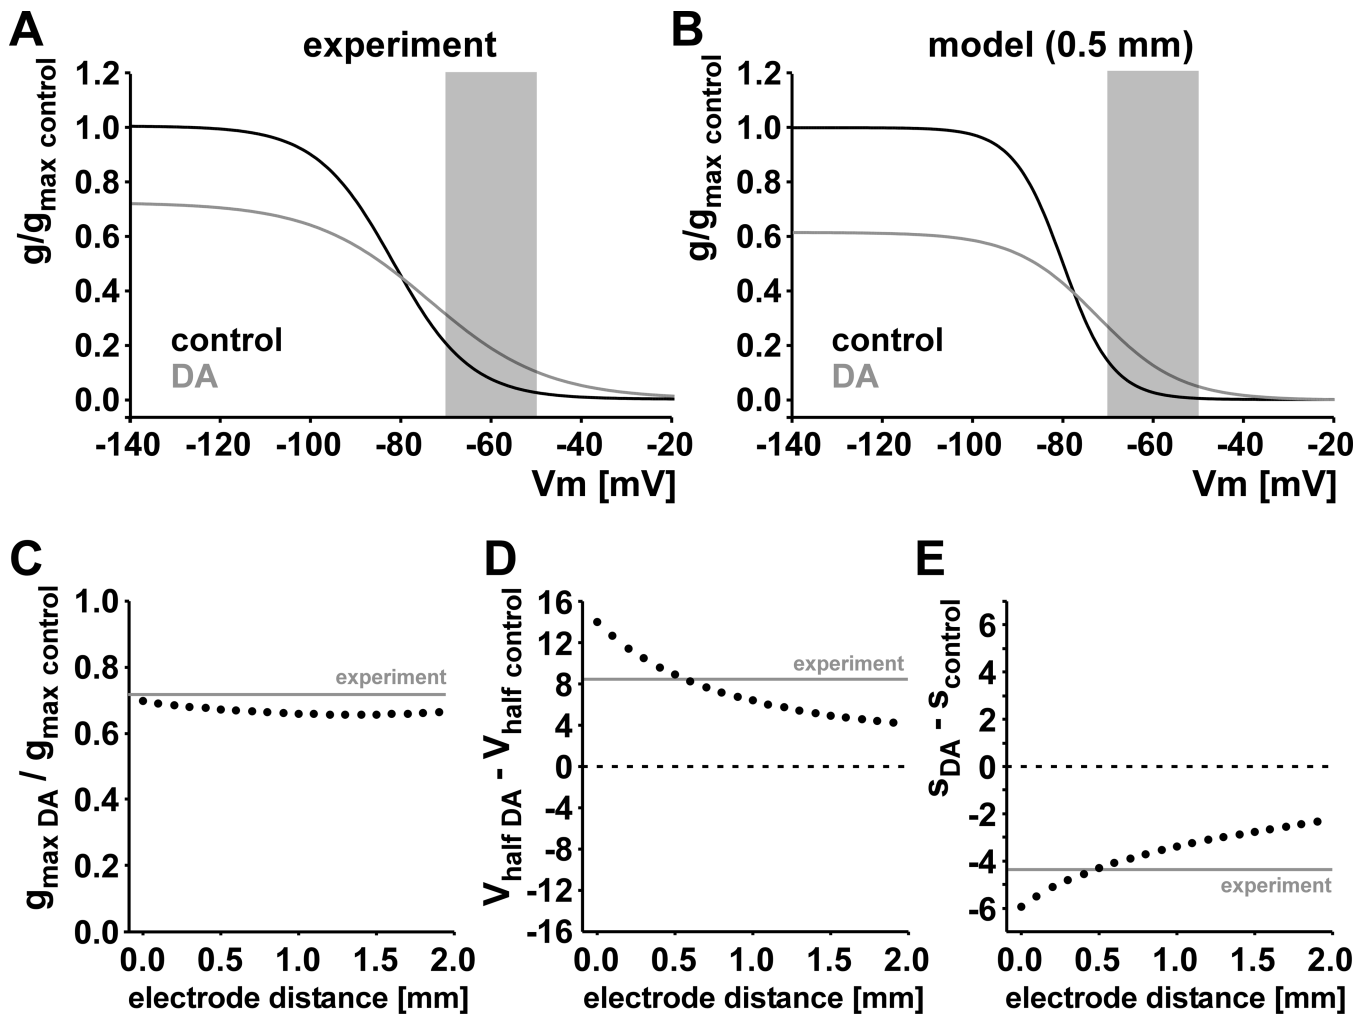 A
experiment
g/gmax control
1.2
1.0
0.8
0.6
0.4
0.2
0.0
control
DA
-140 -120 -100 -80 -60 -40 -20
Vm [mV]
B
model (0.5 mm)
g/gmax control
1.2
1.0
0.8
0.6
0.4
0.2
0.0
control
DA
-140 -120 -100 -80 -60 -40 -20
Vm [mV]
C
gmax DA / gmax control
1.0
0.8
0.6
0.4
0.2
0.0
experiment
0.0 0.5 1.0 1.5 2.0
electrode distance [mm]
D
Vhalf DA - Vhalf control
16
12
8
4
0
-4
-8
-12
-16
experiment
0.0 0.5 1.0 1.5 2.0
electrode distance [mm]
E
sDA - scontrol
6
4
2
0
-2
-4
-6
experiment
0.0 0.5 1.0 1.5 2.0
electrode distance [mm]